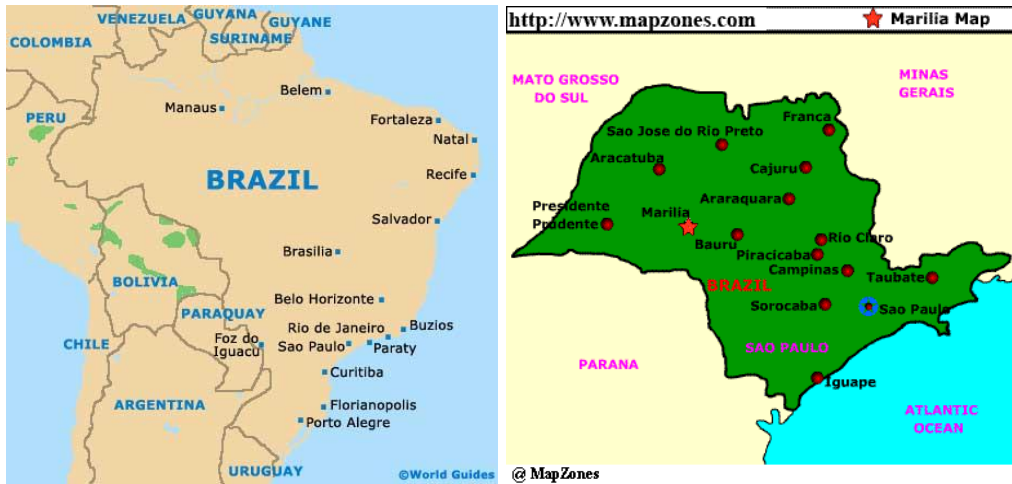 VENEZUELA
GUYANA
GUYANE
SURINAME
COLOMBIA
Belem
Manaus
Fortaleza
PERU
Natal
BRAZIL
Recife
Salvador
Brasilia
BOLIVIA
Belo Horizonte
PARAGUAY
Rio de Janeiro
Buzios
CHILE
Foz do
Iguacu
Sao Paulo
Paraty
Curitiba
ARGENTINA
Florianopolis
Porto Alegre
URUGUAY
©World Guides
http://www.mapzones.com
Marilia Map
MATO GROSSO
DO SUL
MINAS
GERAIS
Franca
Sao Jose do Rio Preto
Aracatuba
Cajuru
Araraquara
Presidente
Prudente
Marilia
Bauru
Rio Claro
Piracicaba
Campinas
Taubate
BRAZIL
Sorocaba
Sao Paulo
SAO PAULO
PARANA
Iguape
ATLANTIC
OCEAN
@ MapZones